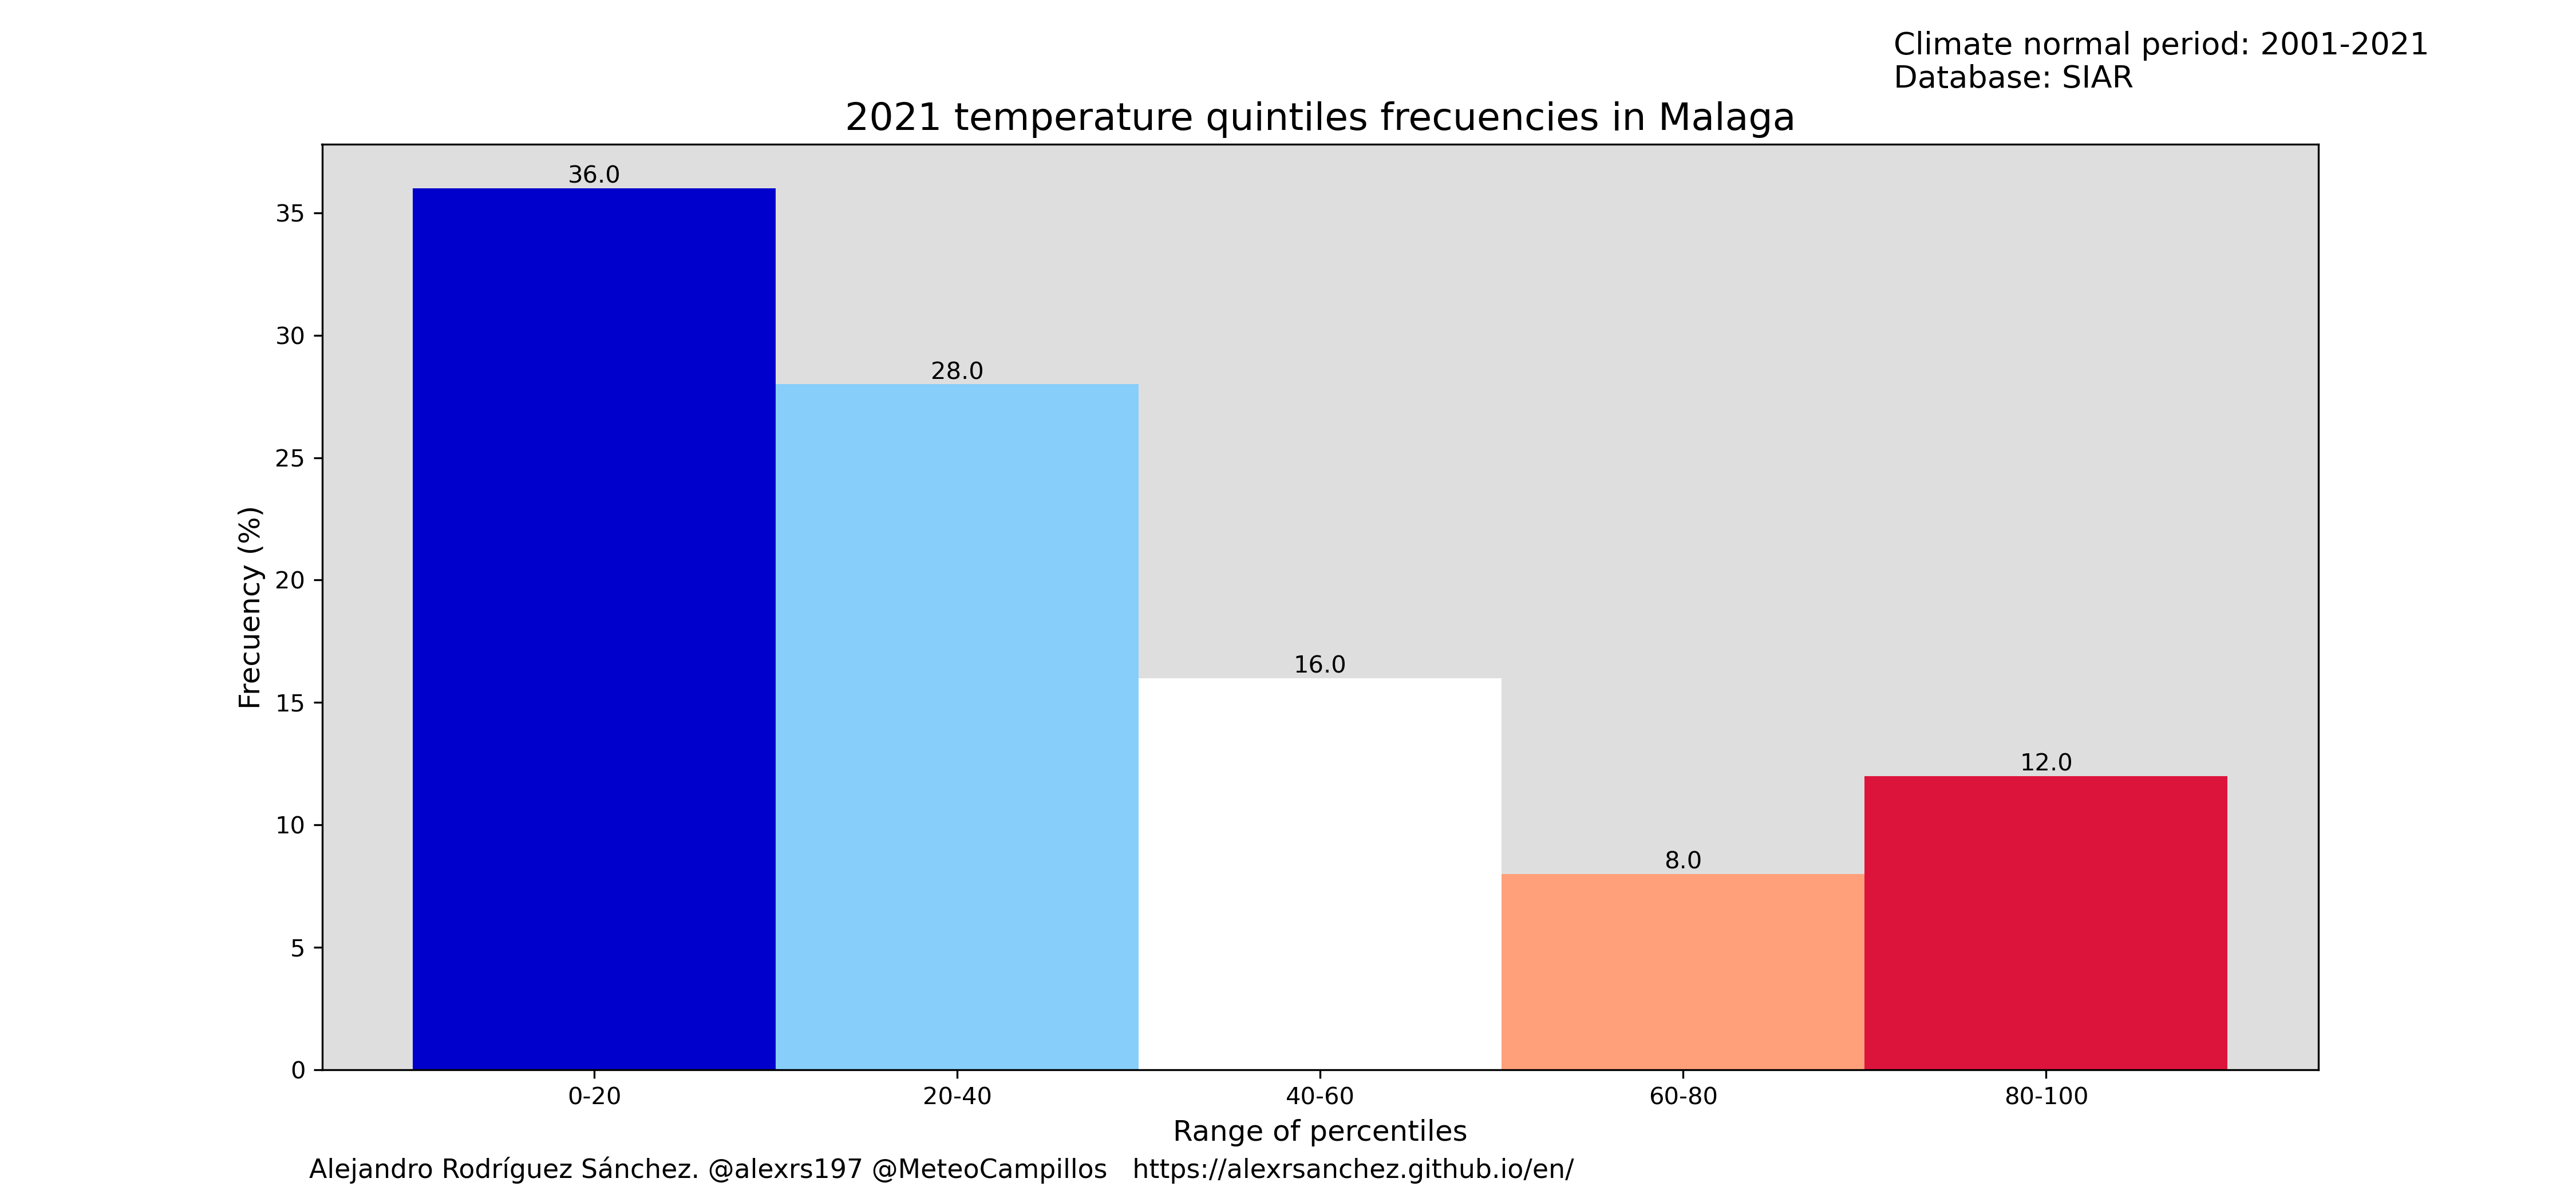 Climate normal period: 2001-2021
Database: SIAR
2021 temperature quintiles frecuencies in Malaga
36.0
35
30
28.0
25
Frecuency (%)
20
16.0
15
12.0
10
8.0
5
0
0-20 20-40 40-60 60-80 80-100
Range of percentiles
Alejandro Rodríguez Sánchez. @alexrs197 @MeteoCampillos https://alexrsanchez.github.io/en/